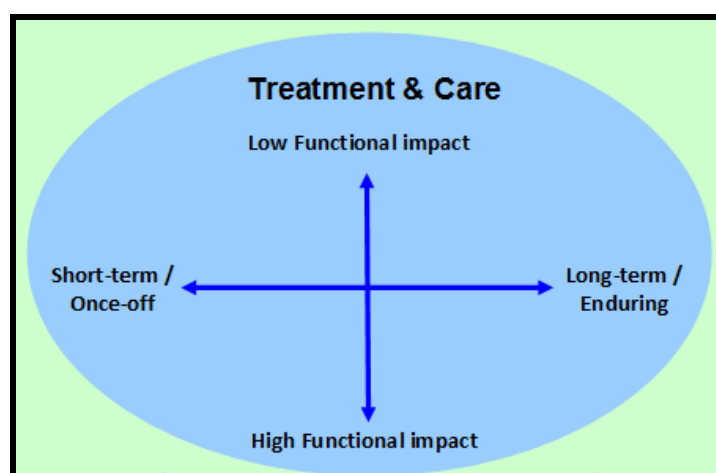 Treatment & Care
Low Functional impact
Short-term /
Once-off
Long-term /
Enduring
High Functional impact